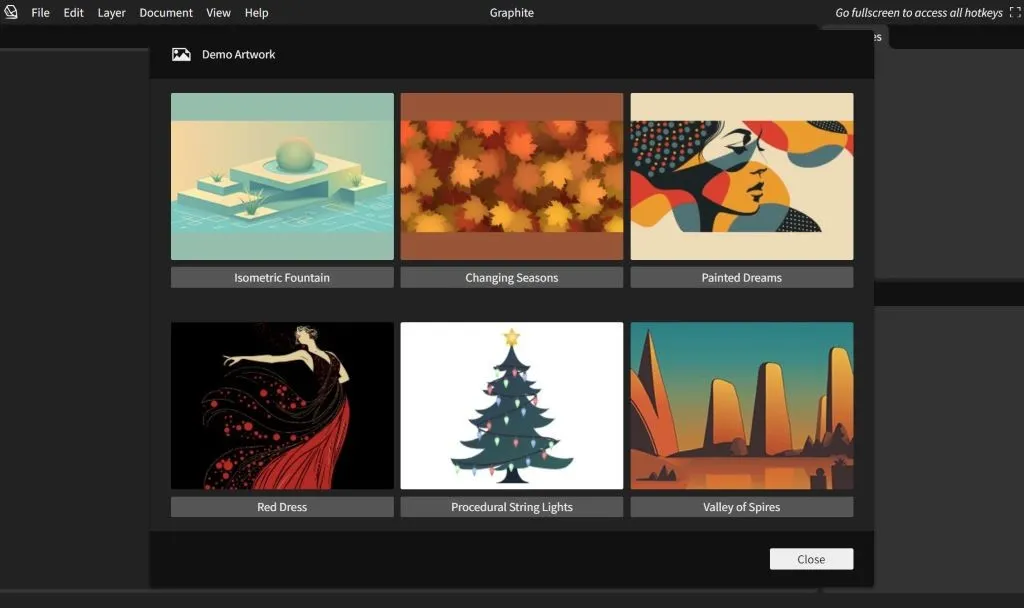 File Edit Layer Document View Help Graphite Go fullscreen to access all hotkeys
Demo Artwork
Isometric Fountain Changing Seasons Painted Dreams
Red Dress Procedural String Lights Valley of Spires
Close